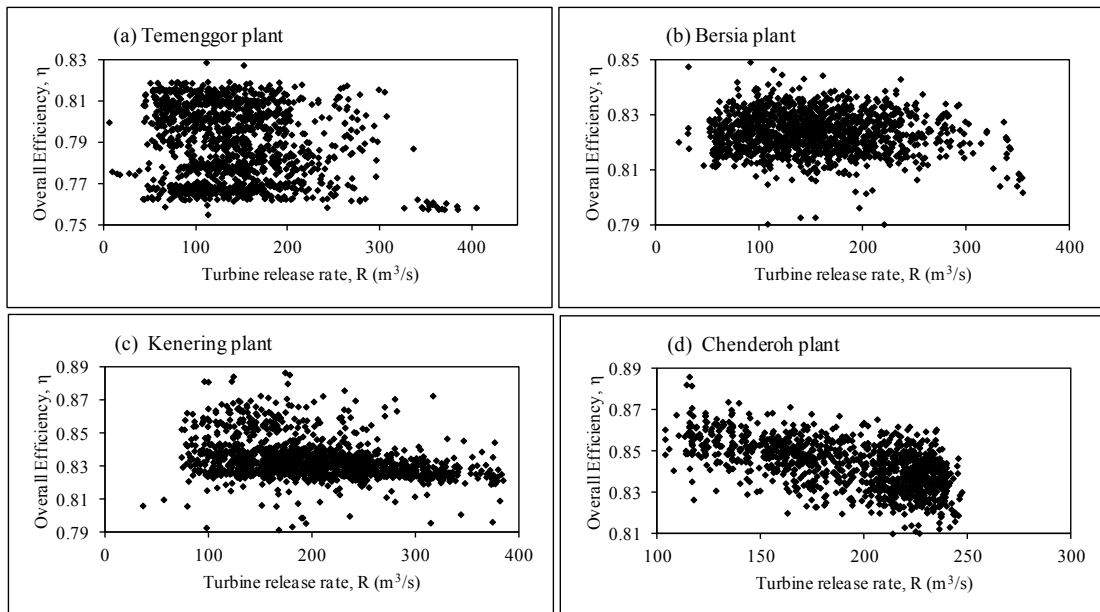 (a) Temenggor plant
0.83
0.81
0.79
0.77
0.75
Overall Efficiency, η
0 100 200 300 400
Turbine release rate, R (m³/s)
(b) Bersia plant
0.85
0.83
0.81
0.79
Overall Efficiency, η
0 100 200 300 400
Turbine release rate, R (m³/s)
(c) Kenering plant
0.89
0.87
0.85
0.83
0.81
0.79
Overall Efficiency, η
0 100 200 300 400
Turbine release rate, R (m³/s)
(d) Chenderoh plant
0.89
0.87
0.85
0.83
0.81
Overall Efficiency, η
100 150 200 250 300
Turbine release rate, R (m³/s)